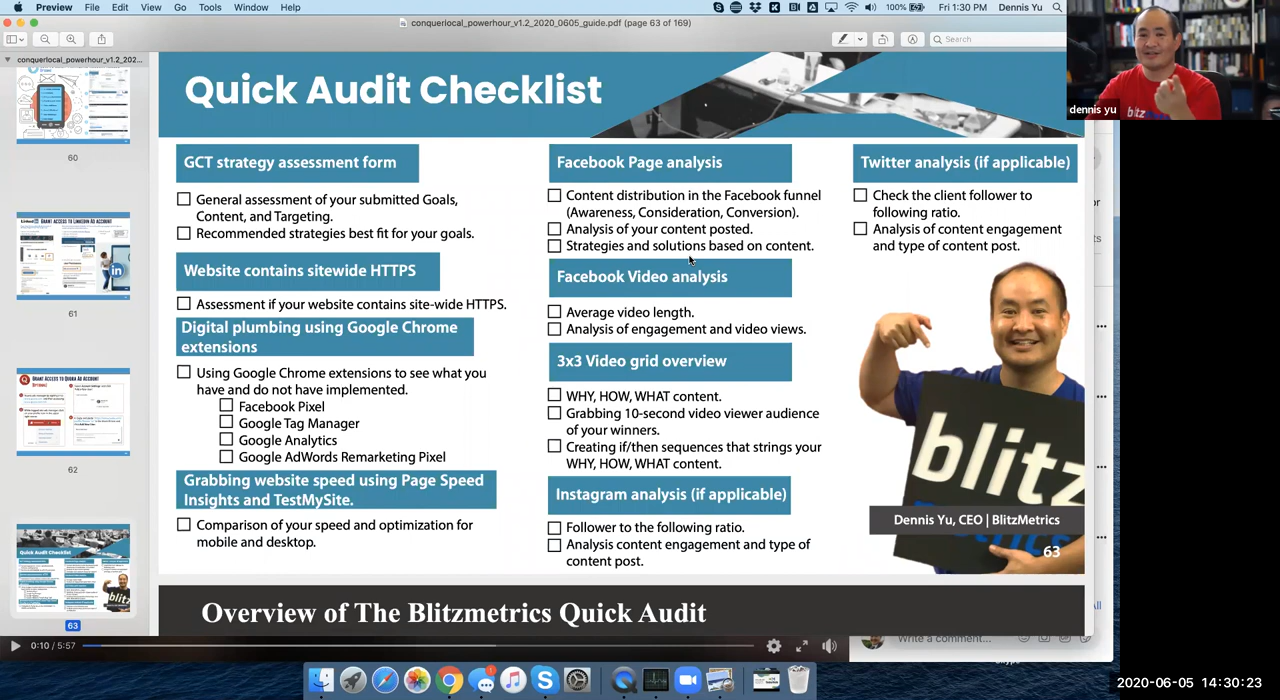 Preview File Edit View Go Tools Window Help
100% Fri 1:30 PM Dennis Yu
conquerlocal_powerhour_v1.2_2020_0605_guide.pdf (page 63 of 169)
Search
conquerlocal_powerhour_v1.2_202...
60
61
62
63
dennis yu
blitz
Quick Audit Checklist
GCT strategy assessment form
General assessment of your submitted Goals,
Content, and Targeting.
Recommended strategies best fit for your goals.
Website contains sitewide HTTPS
Assessment if your website contains site-wide HTTPS.
Digital plumbing using Google Chrome
extensions
Using Google Chrome extensions to see what you
have and do not have implemented.
Facebook Pixel
Google Tag Manager
Google Analytics
Google AdWords Remarketing Pixel
Grabbing website speed using Page Speed
Insights and TestMySite.
Comparison of your speed and optimization for
mobile and desktop.
Facebook Page analysis
Content distribution in the Facebook funnel
(Awareness, Consideration, Conversion).
Analysis of your content posted.
Strategies and solutions based on content.
Facebook Video analysis
Average video length.
Analysis of engagement and video views.
3x3 Video grid overview
WHY, HOW, WHAT content.
Grabbing 10-second video viewer audience
of your winners.
Creating if/then sequences that strings your
WHY, HOW, WHAT content.
Instagram analysis (if applicable)
Follower to the following ratio.
Analysis content engagement and type of
content post.
Twitter analysis (if applicable)
Check the client follower to
following ratio.
Analysis of content engagement
and type of content post.
blitz
Dennis Yu, CEO | BlitzMetrics
63
Overview of The Blitzmetrics Quick Audit
0:10 / 5:57
Write a comment...
2020-06-05 14:30:23